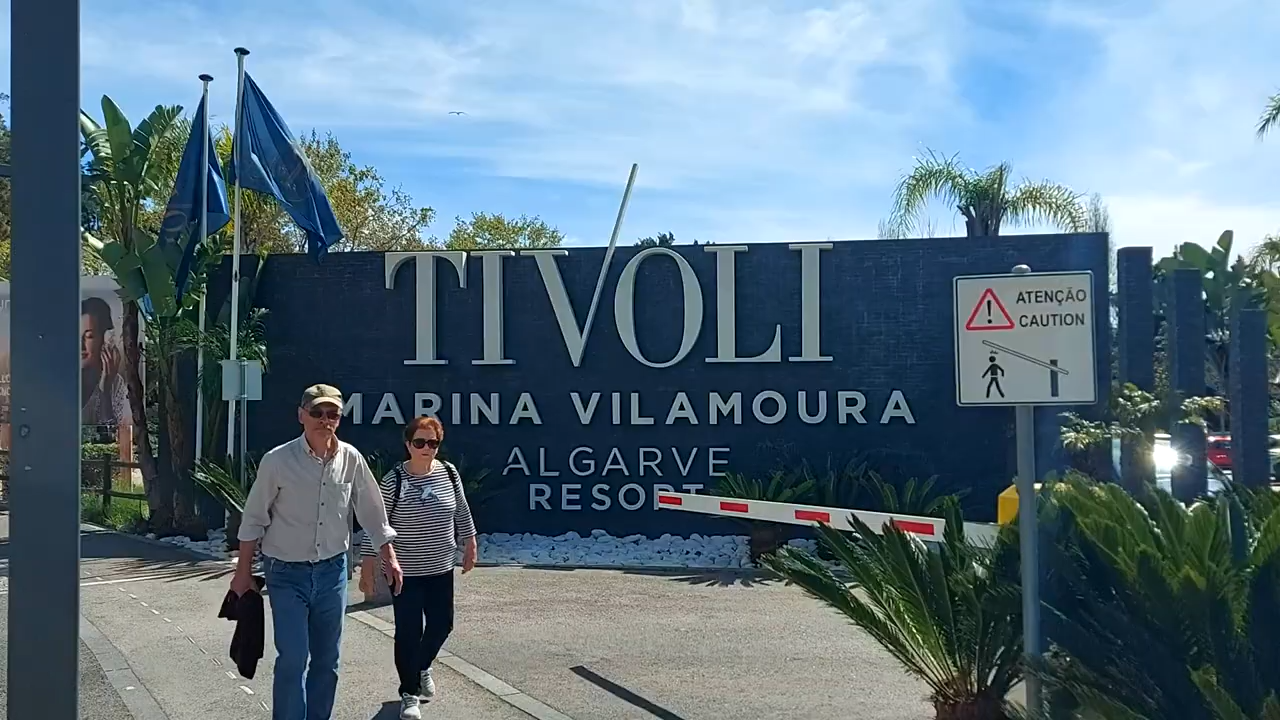 TIVOLI
MARINA VILAMOURA
ALGARVE
RESORT
ATENÇÃO
CAUTION